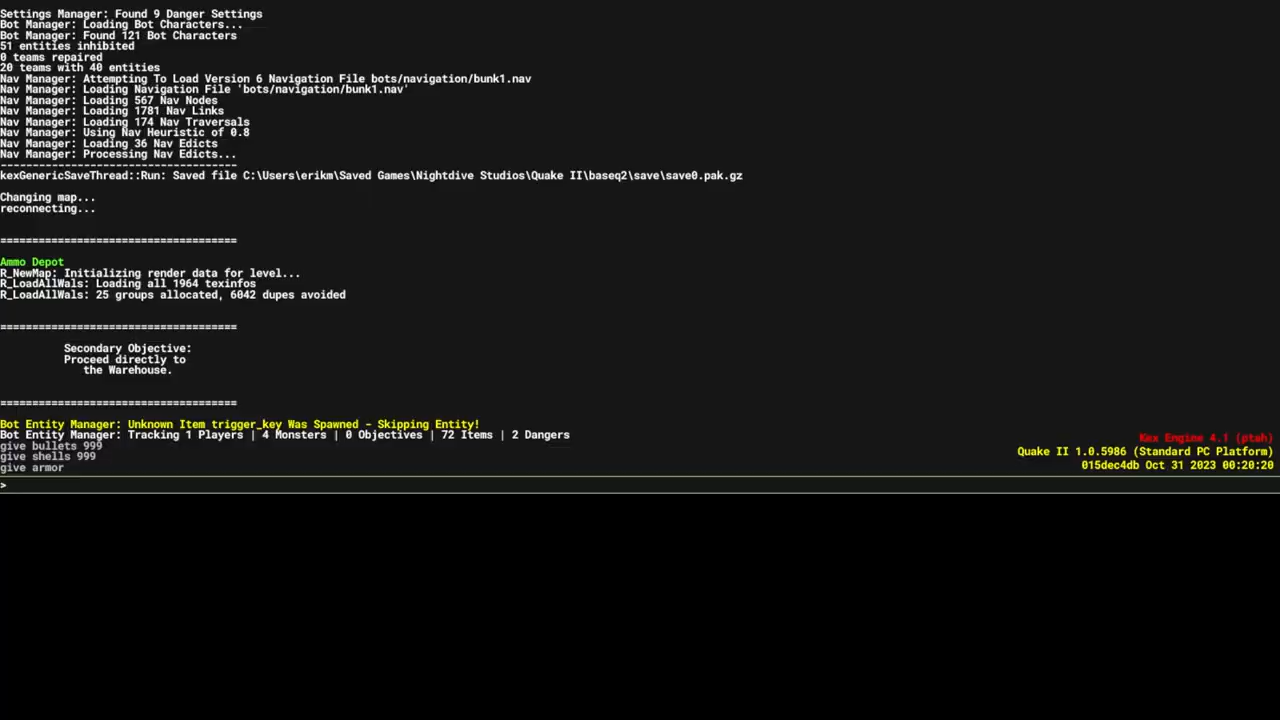 Settings Manager: Found 9 Danger Settings
Bot Manager: Loading Bot Characters...
Bot Manager: Found 121 Bot Characters
51 entities inhibited
0 teams repaired
20 teams with 40 entities
Nav Manager: Attempting To Load Version 6 Navigation File bots/navigation/bunk1.nav
Nav Manager: Loading Navigation File 'bots/navigation/bunk1.nav'
Nav Manager: Loading 567 Nav Nodes
Nav Manager: Loading 1781 Nav Links
Nav Manager: Loading 174 Nav Traversals
Nav Manager: Using Nav Heuristic of 0.8
Nav Manager: Loading 36 Nav Edicts
Nav Manager: Processing Nav Edicts...
-------------------------------------
kexGenericSaveThread::Run: Saved file C:\Users\erikm\Saved Games\Nightdive Studios\Quake II\baseq2\save\save0.pak.gz
Changing map...
reconnecting...
=====================================
Ammo Depot
R_NewMap: Initializing render data for level...
R_LoadAllWals: Loading all 1964 texinfos
R_LoadAllWals: 25 groups allocated, 6042 dupes avoided
=====================================
Secondary Objective:
Proceed directly to
the Warehouse.
=====================================
Bot Entity Manager: Unknown Item trigger_key Was Spawned - Skipping Entity!
Bot Entity Manager: Tracking 1 Players | 4 Monsters | 0 Objectives | 72 Items | 2 Dangers
give bullets 999
give shells 999
give armor
>
Kex Engine 4.1 (ptah)
Quake II 1.0.5986 (Standard PC Platform)
015dec4db Oct 31 2023 00:20:20